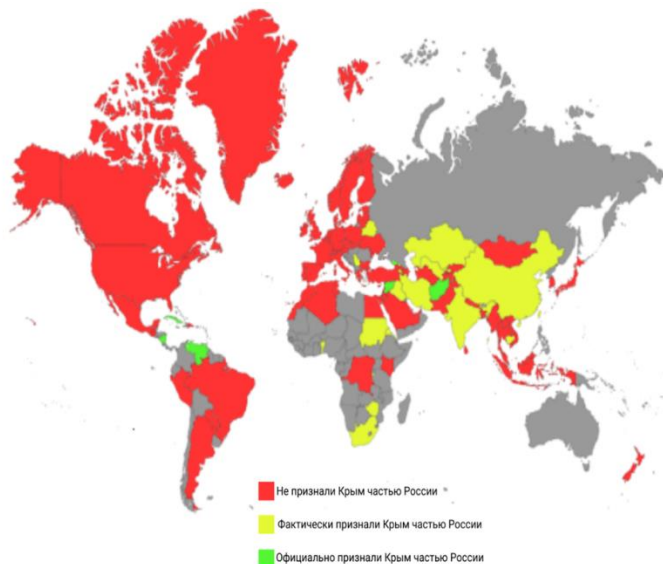 Не признали Крым частью России
Фактически признали Крым частью России
Официально признали Крым частью России